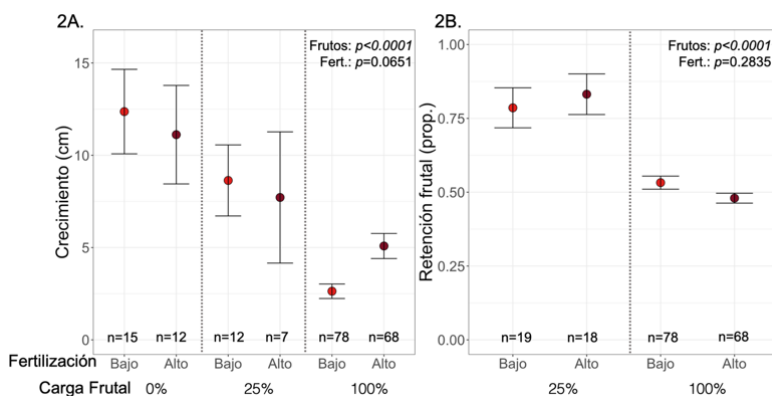 2A.
Frutos: p<0.0001
Fert.: p=0.0651
Crecimiento (cm)
15
10
5
0
n=15 n=12 n=12 n=7 n=78 n=68
Fertilización Bajo Alto Bajo Alto Bajo Alto
Carga Frutal 0% 25% 100%
2B.
Frutos: p<0.0001
Fert.: p=0.2835
Retención frutal (prop.)
1.00
0.75
0.50
0.25
0.00
n=19 n=18 n=78 n=68
Bajo Alto Bajo Alto
25% 100%